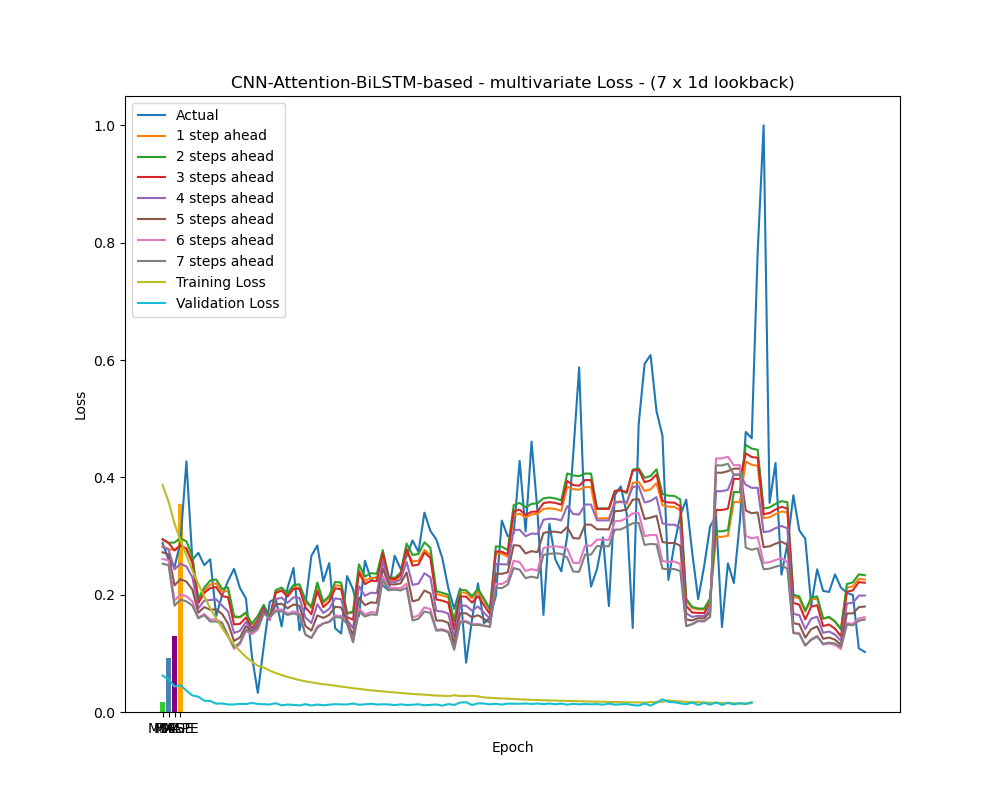 CNN-Attention-BiLSTM-based - multivariate Loss - (7 x 1d lookback)
1.0
0.8
0.6
0.4
0.2
0.0
Loss
Actual
1 step ahead
2 steps ahead
3 steps ahead
4 steps ahead
5 steps ahead
6 steps ahead
7 steps ahead
Training Loss
Validation Loss
Epoch